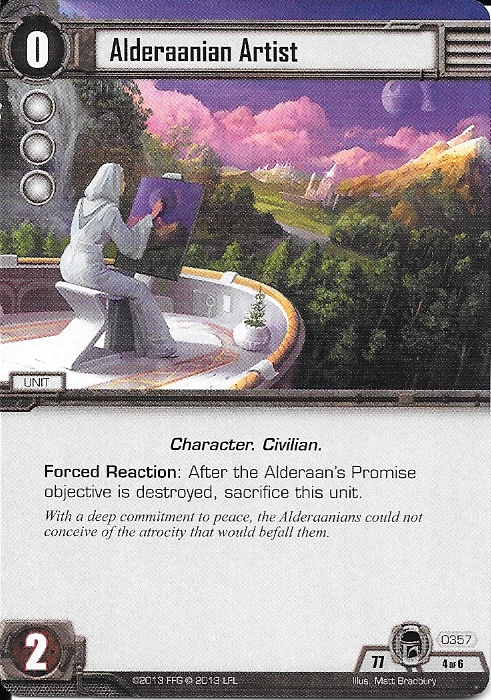 0
Alderaanian Artist
UNIT
Character. Civilian.
Forced Reaction: After the Alderaan's Promise
objective is destroyed, sacrifice this unit.
With a deep commitment to peace, the Alderaanians could not
conceive of the atrocity that would befall them.
2
77
0357
4 OF 6
©2013 FFG © 2013 LFL
Illus. Matt Bradbury